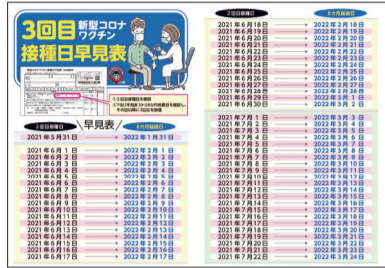 3回目
新型コロナ
ワクチン
接種日早見表
早見表
2回目接種日 8カ月経過日
2021年5月31日 2022年1月31日
2021年6月1日 2022年2月1日
2021年6月2日 2022年2月2日
2021年6月3日 2022年2月3日
2021年6月4日 2022年2月4日
2021年6月5日 2022年2月5日
2021年6月6日 2022年2月6日
2021年6月7日 2022年2月7日
2021年6月8日 2022年2月8日
2021年6月9日 2022年2月9日
2021年6月10日 2022年2月10日
2021年6月11日 2022年2月11日
2021年6月12日 2022年2月12日
2021年6月13日 2022年2月13日
2021年6月14日 2022年2月14日
2021年6月15日 2022年2月15日
2021年6月16日 2022年2月16日
2021年6月17日 2022年2月17日
2回目接種日 8カ月経過日
2021年6月18日 2022年2月18日
2021年6月19日 2022年2月19日
2021年6月20日 2022年2月20日
2021年6月21日 2022年2月21日
2021年6月22日 2022年2月22日
2021年6月23日 2022年2月23日
2021年6月24日 2022年2月24日
2021年6月25日 2022年2月25日
2021年6月26日 2022年2月26日
2021年6月27日 2022年2月27日
2021年6月28日 2022年2月28日
2021年6月29日 2022年3月1日
2021年6月30日 2022年3月2日
2021年7月1日 2022年3月3日
2021年7月2日 2022年3月4日
2021年7月3日 2022年3月5日
2021年7月4日 2022年3月6日
2021年7月5日 2022年3月7日
2021年7月6日 2022年3月8日
2021年7月7日 2022年3月9日
2021年7月8日 2022年3月10日
2021年7月9日 2022年3月11日
2021年7月10日 2022年3月12日
2021年7月11日 2022年3月13日
2021年7月12日 2022年3月14日
2021年7月13日 2022年3月15日
2021年7月14日 2022年3月16日
2021年7月15日 2022年3月17日
2021年7月16日 2022年3月18日
2021年7月17日 2022年3月19日
2021年7月18日 2022年3月20日
2021年7月19日 2022年3月21日
2021年7月20日 2022年3月22日
2021年7月21日 2022年3月23日
2021年7月22日 2022年3月24日